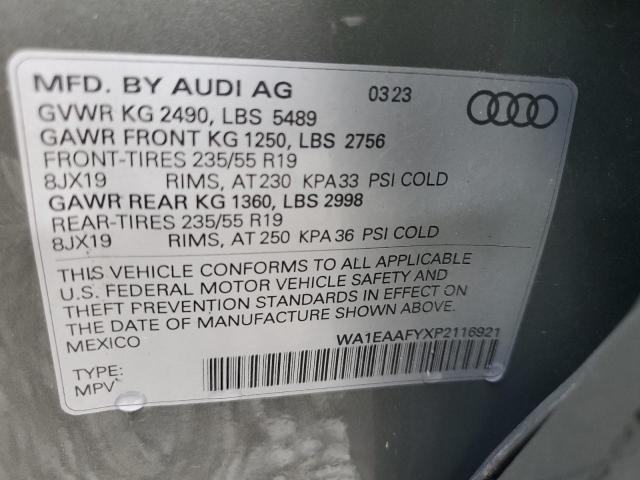 MFD. BY AUDI AG 0323
GVWR KG 2490, LBS 5489
GAWR FRONT KG 1250, LBS 2756
FRONT-TIRES 235/55 R19
8JX19 RIMS, AT 230 KPA 33 PSI COLD
GAWR REAR KG 1360, LBS 2998
REAR-TIRES 235/55 R19
8JX19 RIMS, AT 250 KPA 36 PSI COLD
THIS VEHICLE CONFORMS TO ALL APPLICABLE
U.S. FEDERAL MOTOR VEHICLE SAFETY AND
THEFT PREVENTION STANDARDS IN EFFECT ON
THE DATE OF MANUFACTURE SHOWN ABOVE.
MEXICO WA1EAAFYXP2116921
TYPE:
MPV